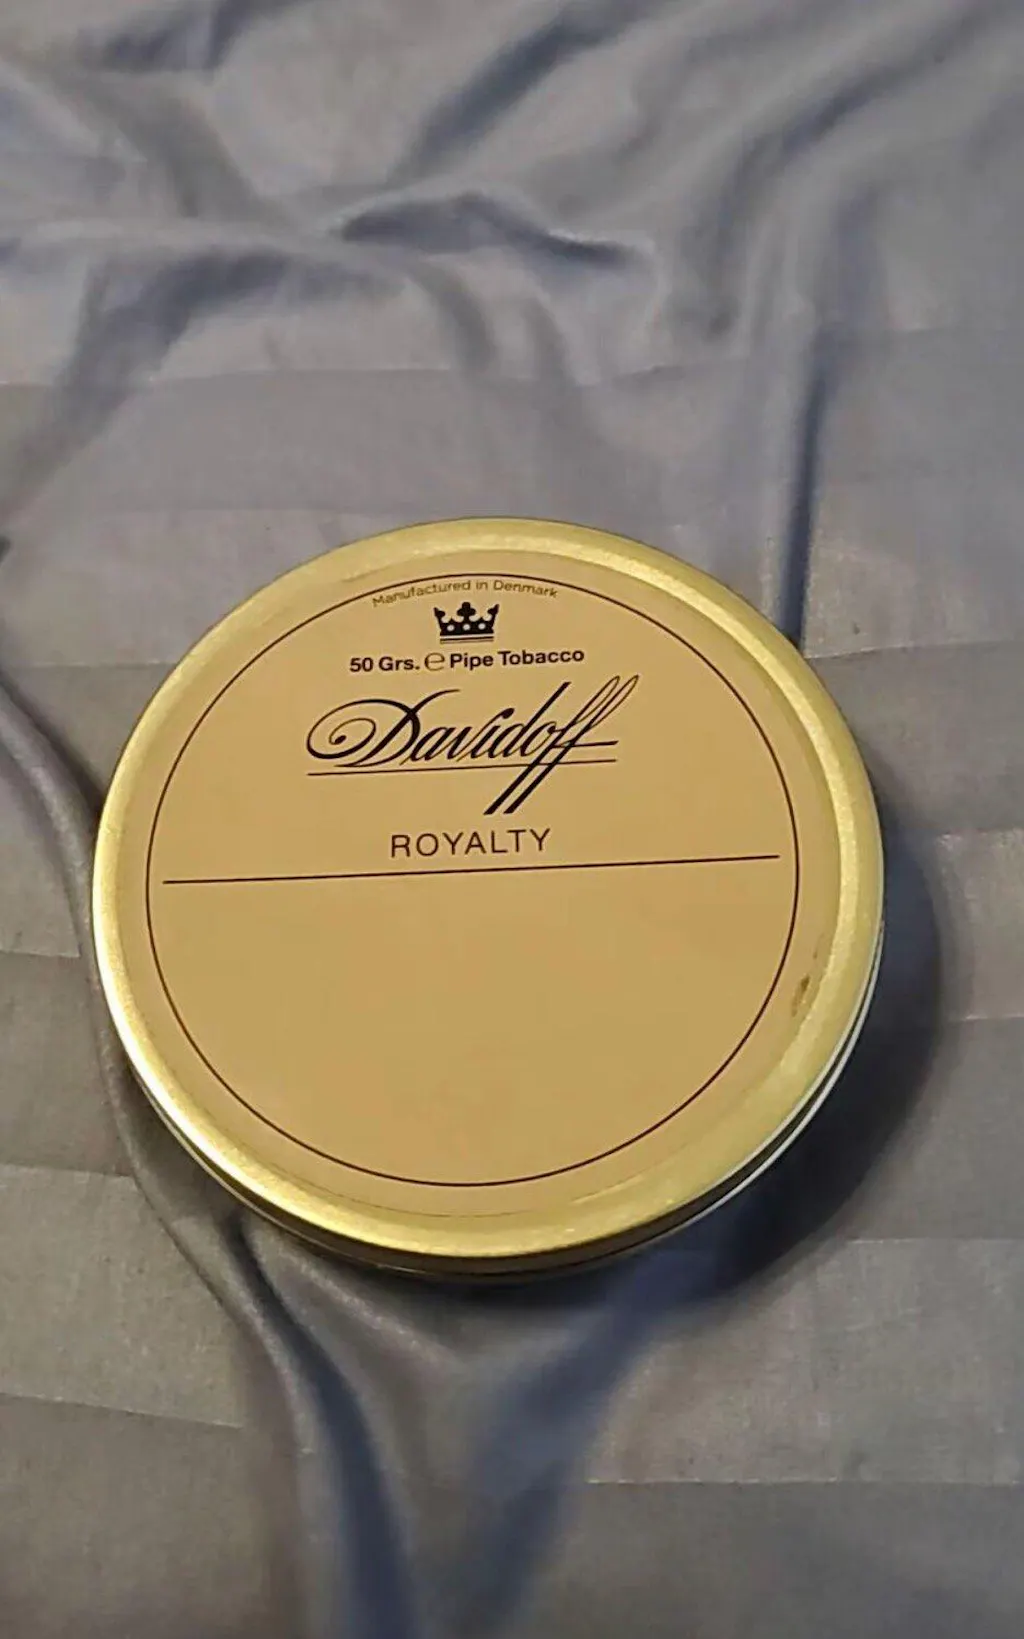 Manufactured in Denmark
50 Grs. ℮ Pipe Tobacco
Davidoff
ROYALTY